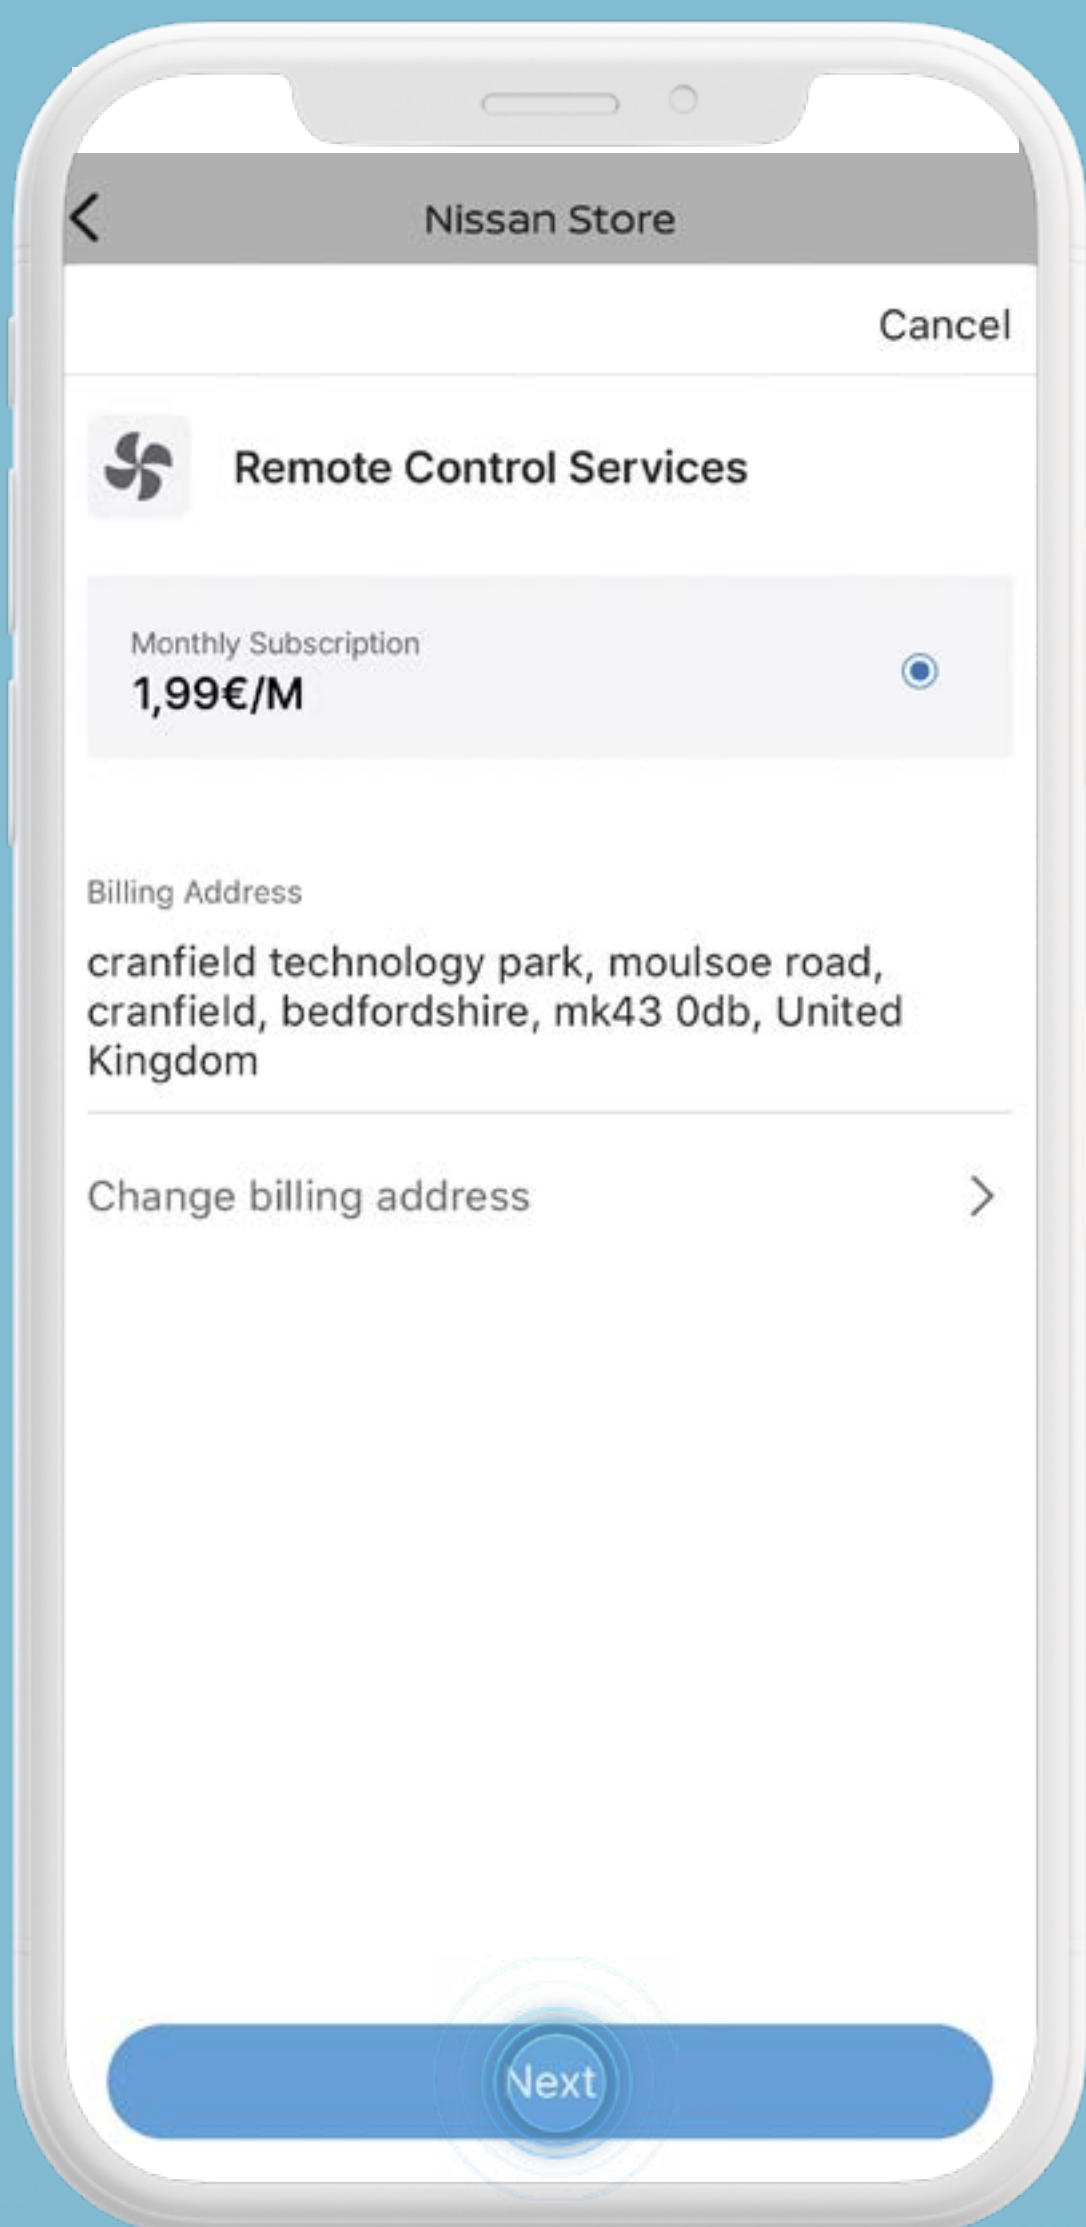 Nissan Store
Cancel
Remote Control Services
Monthly Subscription
1,99€/M
Billing Address
cranfield technology park, moulsoe road,
cranfield, bedfordshire, mk43 0db, United
Kingdom
Change billing address
Next